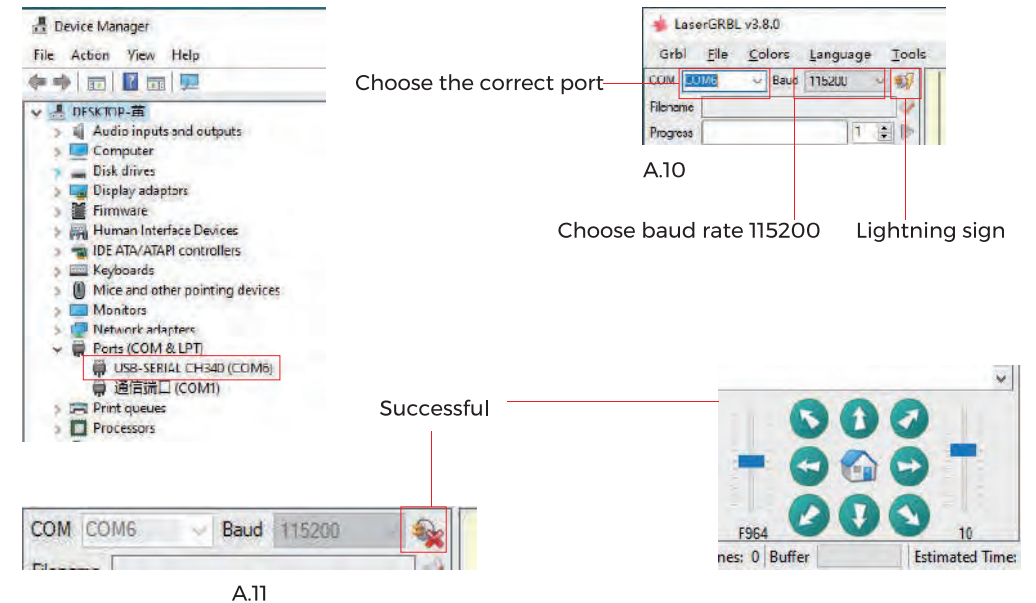 Device Manager
File Action View Help
DESKTOP-苗
Audio inputs and outputs
Computer
Disk drives
Display adaptors
Firmware
Human Interface Devices
IDE ATA/ATAPI controllers
Keyboards
Mice and other pointing devices
Monitors
Network adapters
Ports (COM & LPT)
USB-SERIAL CH340 (COM6)
通信端口 (COM1)
Print queues
Processors
Choose the correct port
LaserGRBL v3.8.0
Grbl File Colors Language Tools
COM COM6 Baud 115200
Filename
Progress 1
A.10
Choose baud rate 115200
Lightning sign
Successful
COM COM6 Baud 115200
Filename
A.11
F964 10
nes: 0 Buffer Estimated Time: